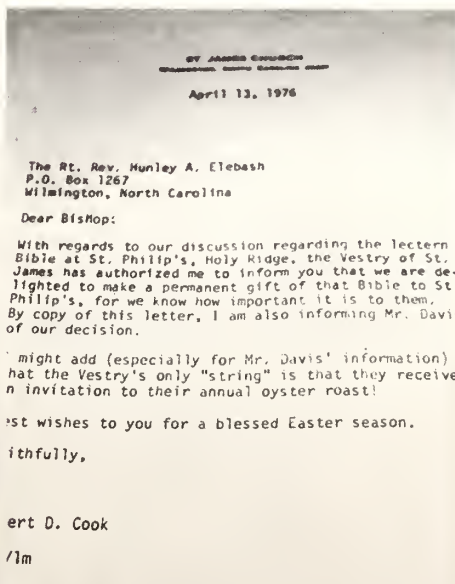 ST JAMES CHURCH
April 13, 1976
The Rt. Rev. Hunley A. Elebash
P.O. Box 1267
Wilmington, North Carolina
Dear Bishop:
With regards to our discussion regarding the lectern
Bible at St. Philip's, Holy Ridge, the Vestry of St.
James has authorized me to inform you that we are de-
lighted to make a permanent gift of that Bible to St
Philip's, for we know how important it is to them.
By copy of this letter, I am also informing Mr. Davi
of our decision.
might add (especially for Mr. Davis' information)
hat the Vestry's only "string" is that they receive
n invitation to their annual oyster roast!
est wishes to you for a blessed Easter season.
ithfully,
ert D. Cook
/lm